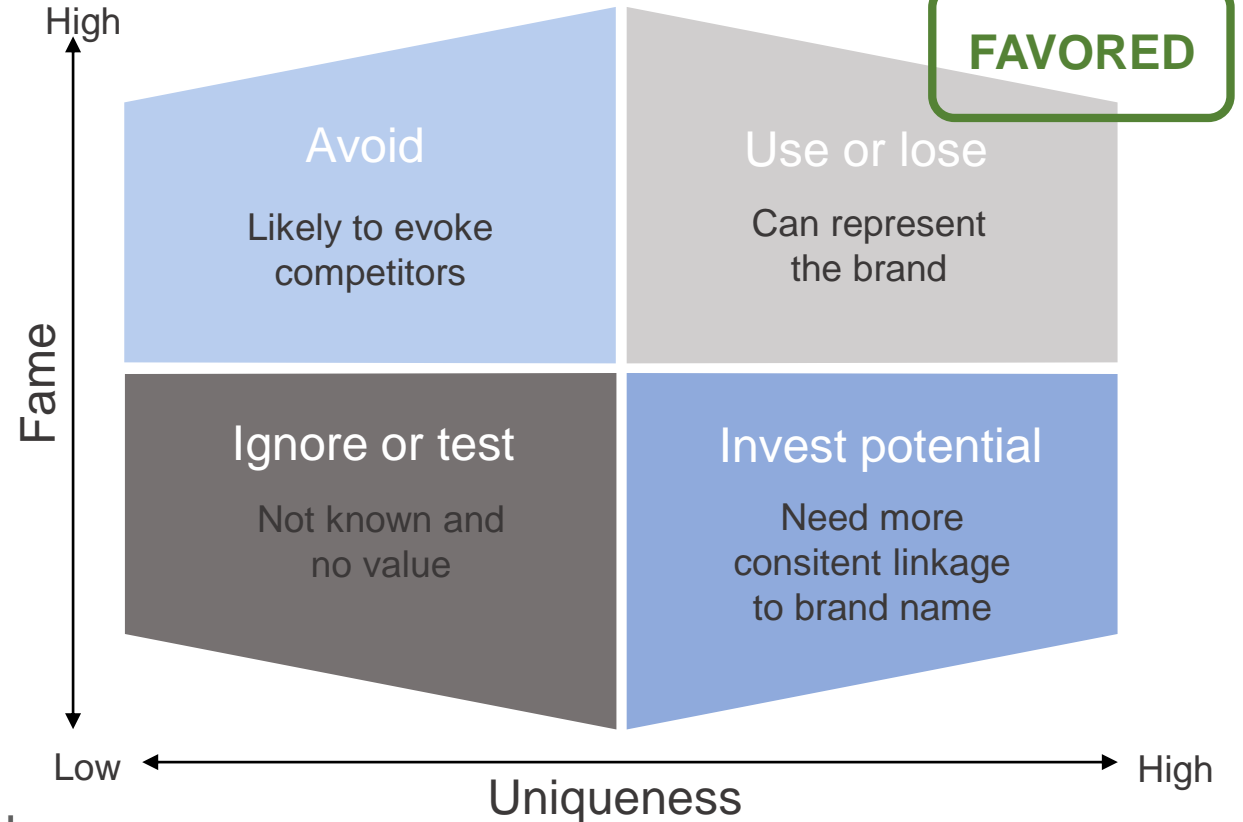 High
FAVORED
Avoid
Likely to evoke
competitors
Use or lose
Can represent
the brand
Fame
Ignore or test
Not known and
no value
Invest potential
Need more
consitent linkage
to brand name
Low
High
Uniqueness